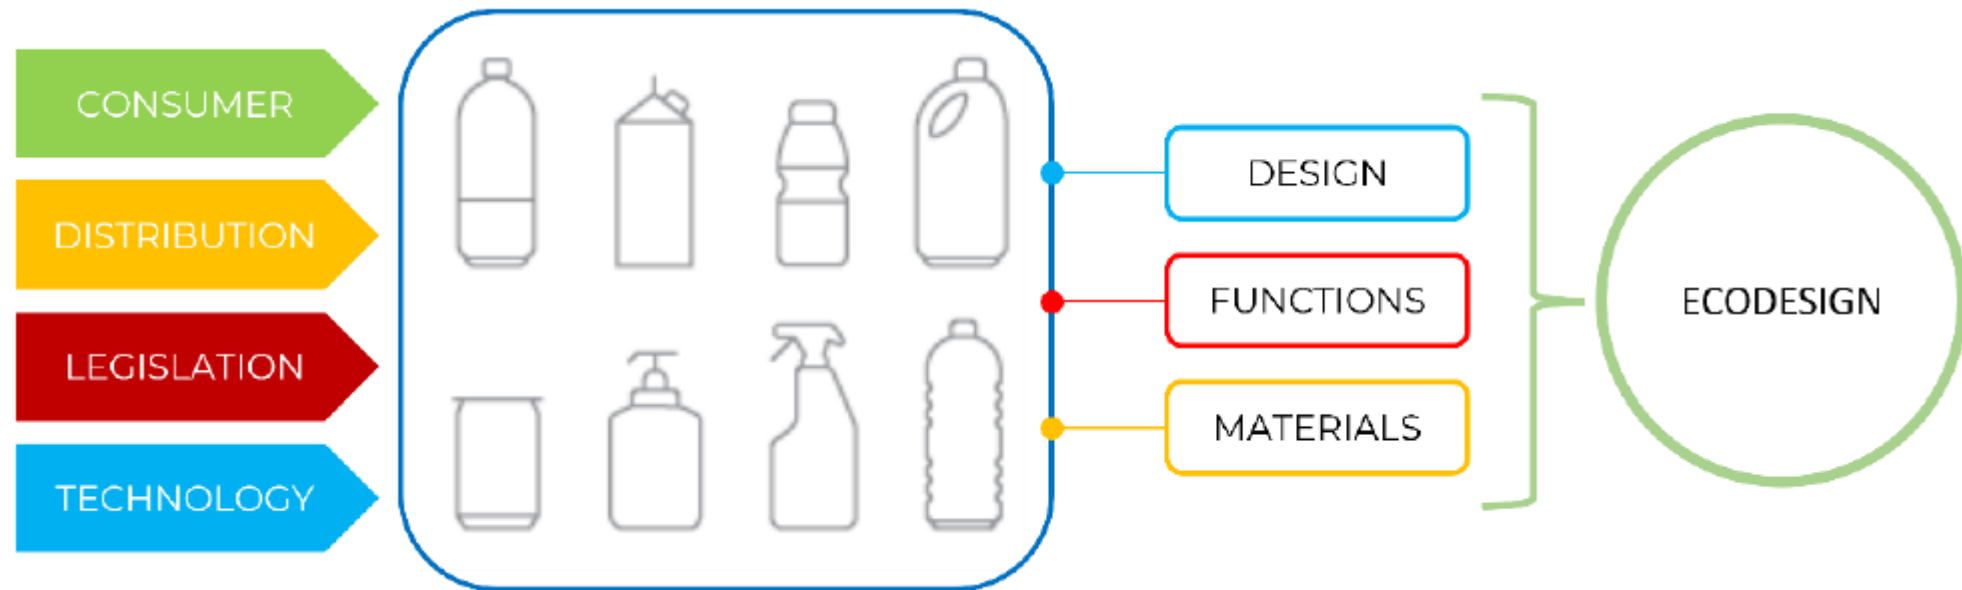 CONSUMER
DISTRIBUTION
LEGISLATION
TECHNOLOGY
DESIGN
FUNCTIONS
MATERIALS
ECODESIGN